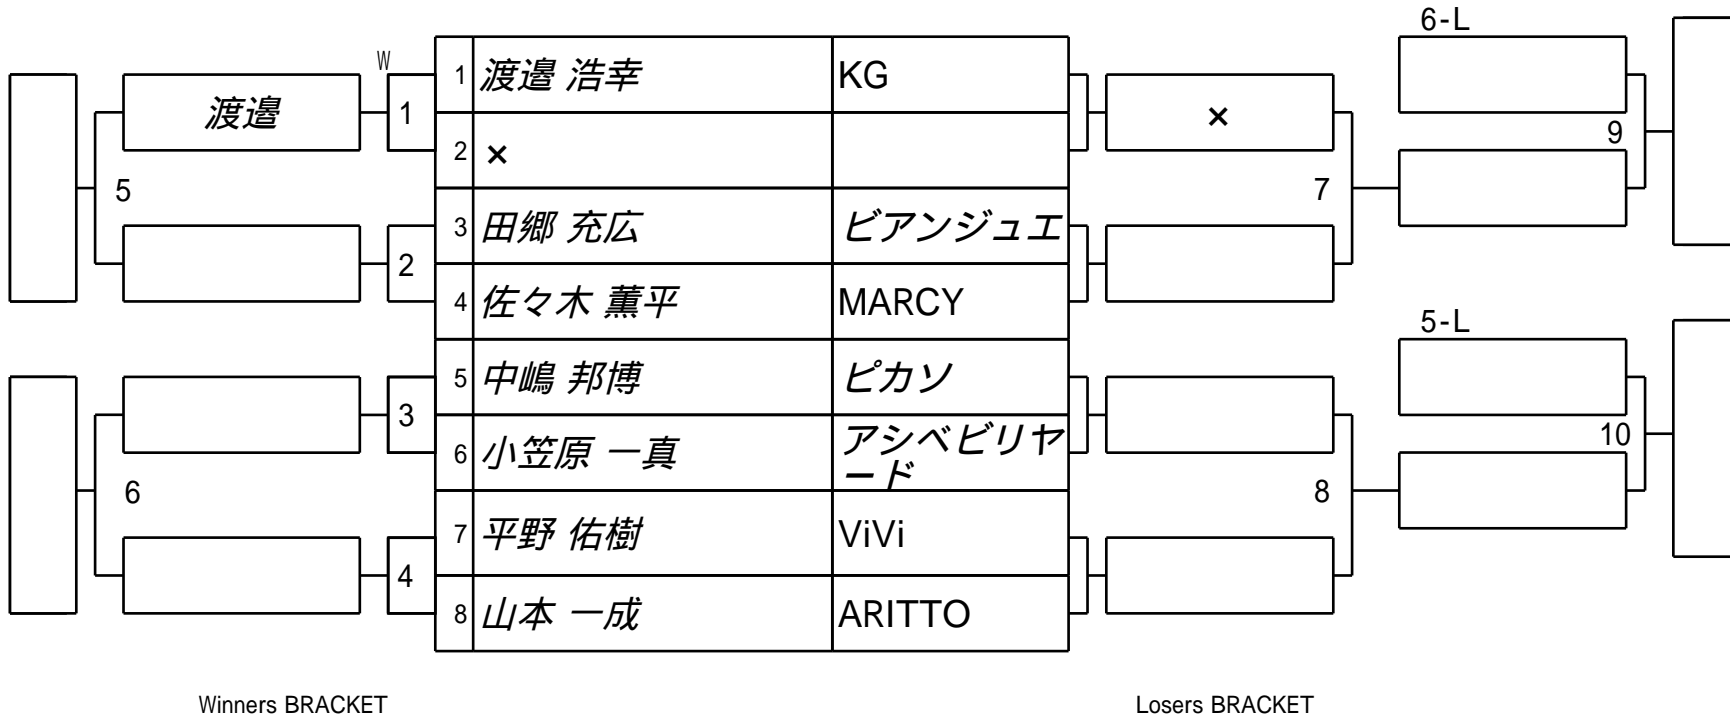 6-L
W
1 渡邉 浩幸 KG
渡邉 1 ×
2 × 9
5 7
3 田郷 充広 ビアンジュエ
2
4 佐々木 薫平 MARCY
5-L
5 中嶋 邦博 ピカソ
3 10
6 小笠原 一真 アシベビリヤ
ード
6 8
7 平野 佑樹 ViVi
4
8 山本 一成 ARITTO
Winners BRACKET Losers BRACKET